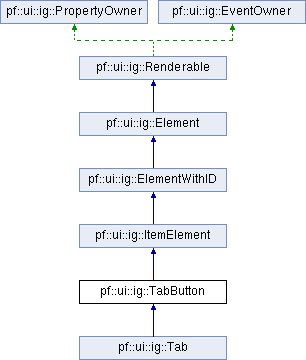 pf::ui::ig::PropertyOwner pf::ui::ig::EventOwner
pf::ui::ig::Renderable
pf::ui::ig::Element
pf::ui::ig::ElementWithID
pf::ui::ig::ItemElement
pf::ui::ig::TabButton
pf::ui::ig::Tab